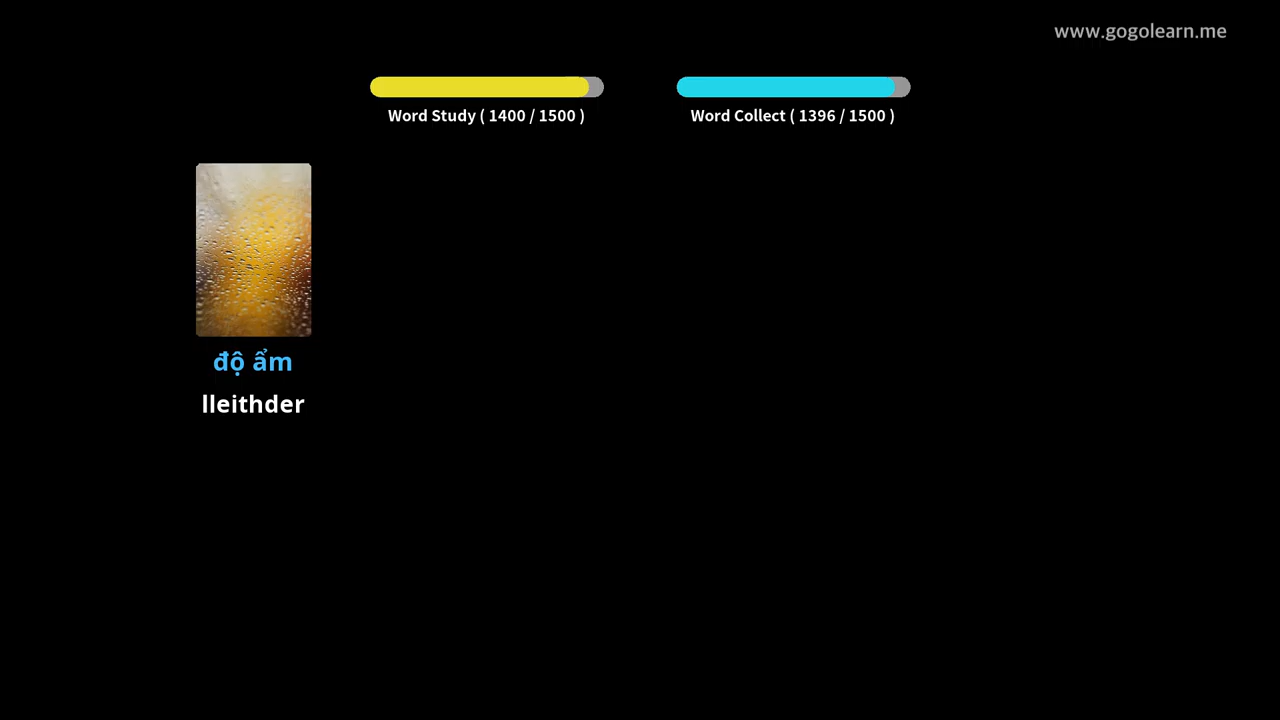 www.gogolearn.me
Word Study ( 1400 / 1500 )
Word Collect ( 1396 / 1500 )
độ ẩm
lleithder